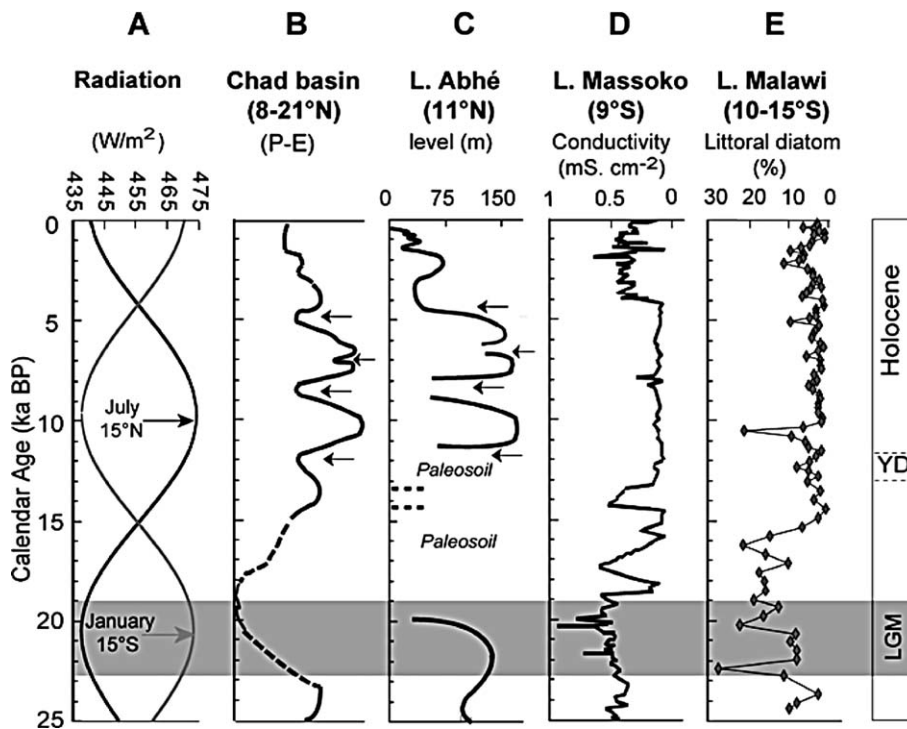 A B C D E
Radiation Chad basin L. Abhé L. Massoko L. Malawi
(8-21°N) (11°N) (9°S) (10-15°S)
(W/m²) (P-E) level (m) Conductivity Littoral diatom
(mS. cm⁻²) (%)
435 445 455 465 475 0 75 150 1 0 30 20 10 0
0
5
10
15
20
25
Calendar Age (ka BP)
July
15°N
January
15°S
Paleosoil
Paleosoil
Holocene
YD
LGM